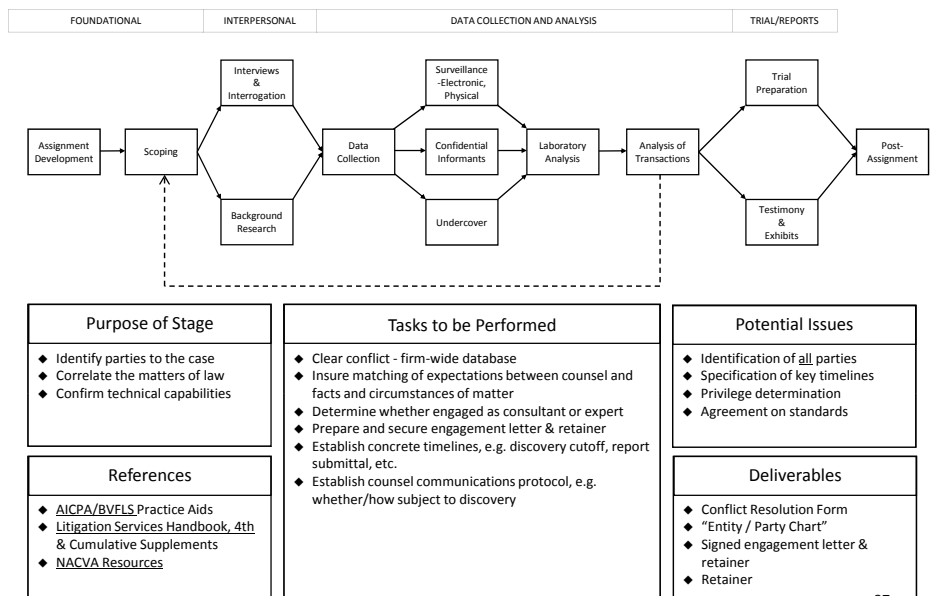 FOUNDATIONAL
INTERPERSONAL
DATA COLLECTION AND ANALYSIS
TRIAL/REPORTS
Interviews
&
Interrogation
Surveillance
-Electronic,
Physical
Trial
Preparation
Assignment
Development
Scoping
Data
Collection
Confidential
Informants
Laboratory
Analysis
Analysis of
Transactions
Post-
Assignment
Background
Research
Undercover
Testimony
&
Exhibits
Purpose of Stage
◆ Identify parties to the case
◆ Correlate the matters of law
◆ Confirm technical capabilities
Tasks to be Performed
◆ Clear conflict - firm-wide database
◆ Insure matching of expectations between counsel and
facts and circumstances of matter
◆ Determine whether engaged as consultant or expert
◆ Prepare and secure engagement letter & retainer
◆ Establish concrete timelines, e.g. discovery cutoff, report
submittal, etc.
◆ Establish counsel communications protocol, e.g.
whether/how subject to discovery
Potential Issues
◆ Identification of all parties
◆ Specification of key timelines
◆ Privilege determination
◆ Agreement on standards
References
◆ AICPA/BVFLS Practice Aids
◆ Litigation Services Handbook, 4th
& Cumulative Supplements
◆ NACVA Resources
Deliverables
◆ Conflict Resolution Form
◆ “Entity / Party Chart”
◆ Signed engagement letter &
retainer
◆ Retainer